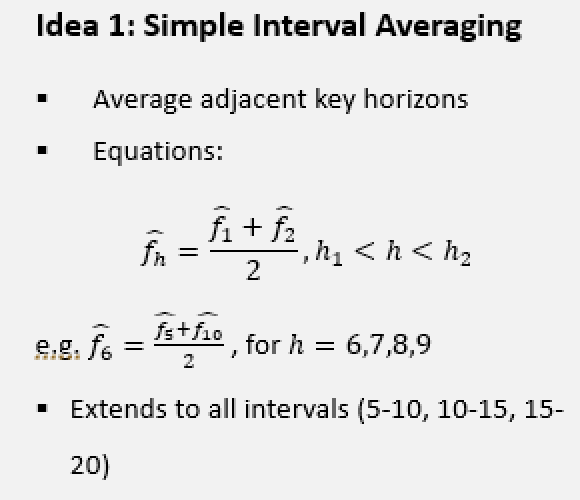 Idea 1: Simple Interval Averaging
▪ Average adjacent key horizons
▪ Equations:
$\widehat{f_h} = \frac{\widehat{f_1} + \widehat{f_2}}{2}, h_1 < h < h_2$
e.g. $\widehat{f_6} = \frac{\widehat{f_5} + \widehat{f_{10}}}{2}$, for $h$ = 6,7,8,9
▪ Extends to all intervals (5-10, 10-15, 15-
20)